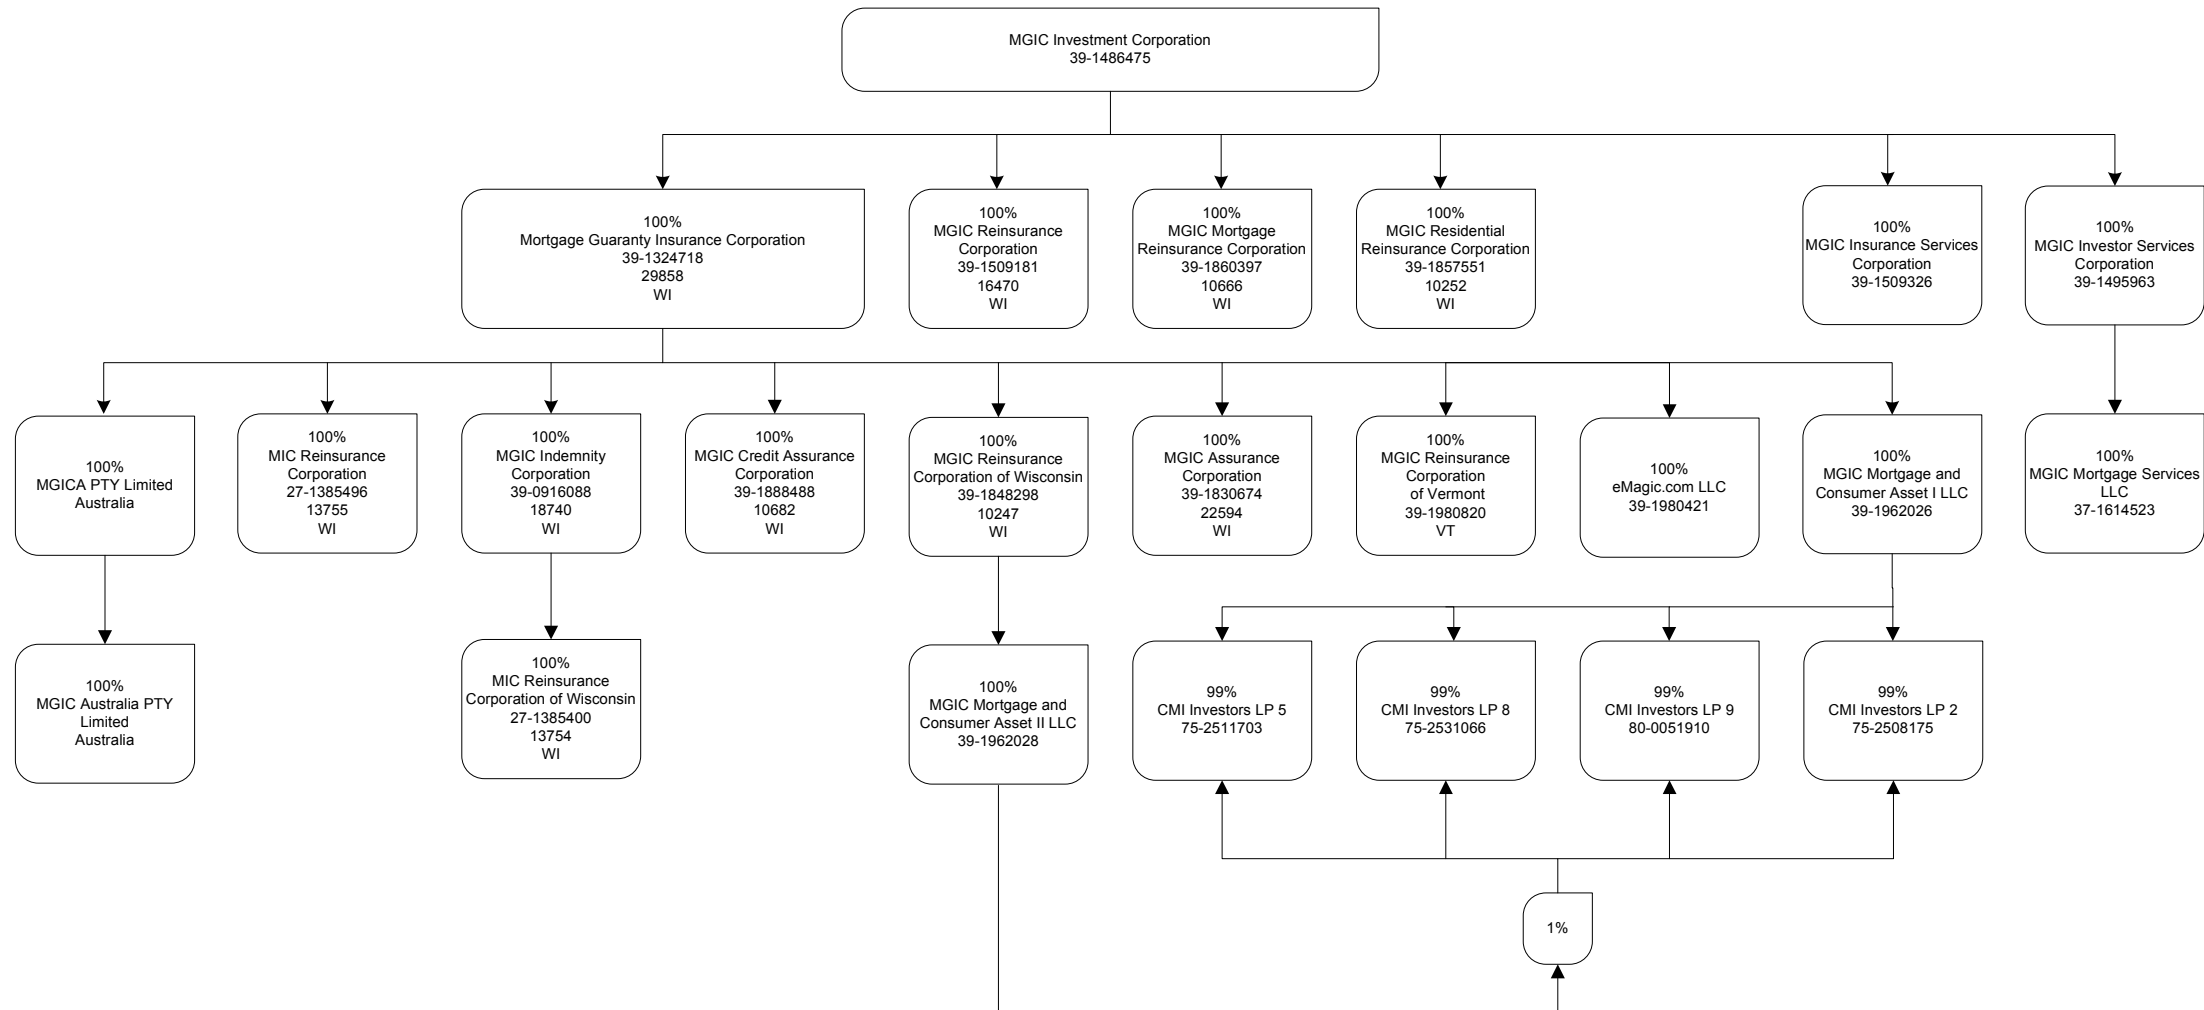 MGIC Investment Corporation
39-1486475
100%
Mortgage Guaranty Insurance Corporation
39-1324718
29858
WI
100%
MGIC Reinsurance
Corporation
39-1509181
16470
WI
100%
MGIC Mortgage
Reinsurance Corporation
39-1860397
10666
WI
100%
MGIC Residential
Reinsurance Corporation
39-1857551
10252
WI
100%
MGIC Insurance Services
Corporation
39-1509326
100%
MGIC Investor Services
Corporation
39-1495963
100%
MGICA PTY Limited
Australia
100%
MIC Reinsurance
Corporation
27-1385496
13755
WI
100%
MGIC Indemnity
Corporation
39-0916088
18740
WI
100%
MGIC Credit Assurance
Corporation
39-1888488
10682
WI
100%
MGIC Reinsurance
Corporation of Wisconsin
39-1848298
10247
WI
100%
MGIC Assurance
Corporation
39-1830674
22594
WI
100%
MGIC Reinsurance
Corporation
of Vermont
39-1980820
VT
100%
eMagic.com LLC
39-1980421
100%
MGIC Mortgage and
Consumer Asset I LLC
39-1962026
100%
MGIC Mortgage Services
LLC
37-1614523
100%
MGIC Australia PTY
Limited
Australia
100%
MIC Reinsurance
Corporation of Wisconsin
27-1385400
13754
WI
100%
MGIC Mortgage and
Consumer Asset II LLC
39-1962028
99%
CMI Investors LP 5
75-2511703
99%
CMI Investors LP 8
75-2531066
99%
CMI Investors LP 9
80-0051910
99%
CMI Investors LP 2
75-2508175
1%